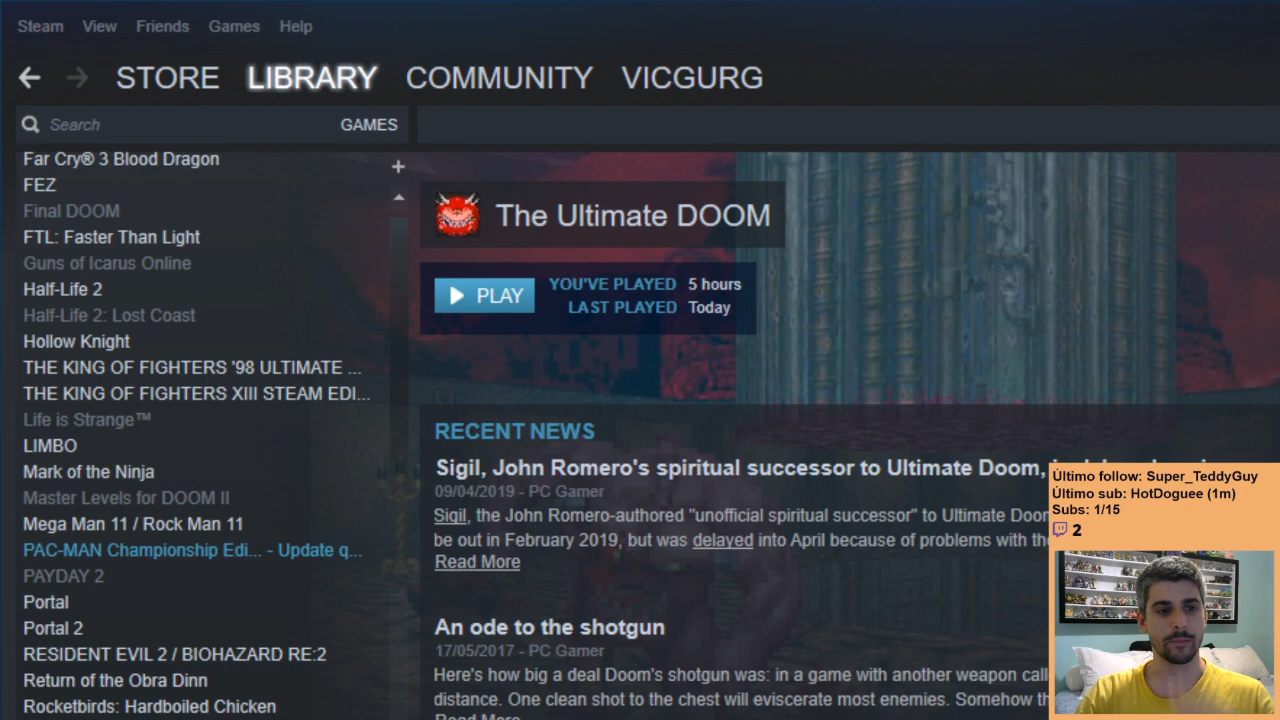 Steam View Friends Games Help
STORE LIBRARY COMMUNITY VICGURG
Search GAMES
Far Cry® 3 Blood Dragon
FEZ
Final DOOM
FTL: Faster Than Light
Guns of Icarus Online
Half-Life 2
Half-Life 2: Lost Coast
Hollow Knight
THE KING OF FIGHTERS '98 ULTIMATE ...
THE KING OF FIGHTERS XIII STEAM EDI...
Life is Strange™
LIMBO
Mark of the Ninja
Master Levels for DOOM II
Mega Man 11 / Rock Man 11
PAC-MAN Championship Edi... - Update q...
PAYDAY 2
Portal
Portal 2
RESIDENT EVIL 2 / BIOHAZARD RE:2
Return of the Obra Dinn
Rocketbirds: Hardboiled Chicken
The Ultimate DOOM
PLAY
YOU'VE PLAYED 5 hours
LAST PLAYED Today
RECENT NEWS
Sigil, John Romero's spiritual successor to Ultimate Doom,
09/04/2019 - PC Gamer
Sigil, the John Romero-authored "unofficial spiritual successor" to Ultimate Doom
be out in February 2019, but was delayed into April because of problems with the
Read More
An ode to the shotgun
17/05/2017 - PC Gamer
Here's how big a deal Doom's shotgun was: in a game with another weapon call
distance. One clean shot to the chest will eviscerate most enemies. Somehow th
Read More
Último follow: Super_TeddyGuy
Último sub: HotDoguee (1m)
Subs: 1/15
2